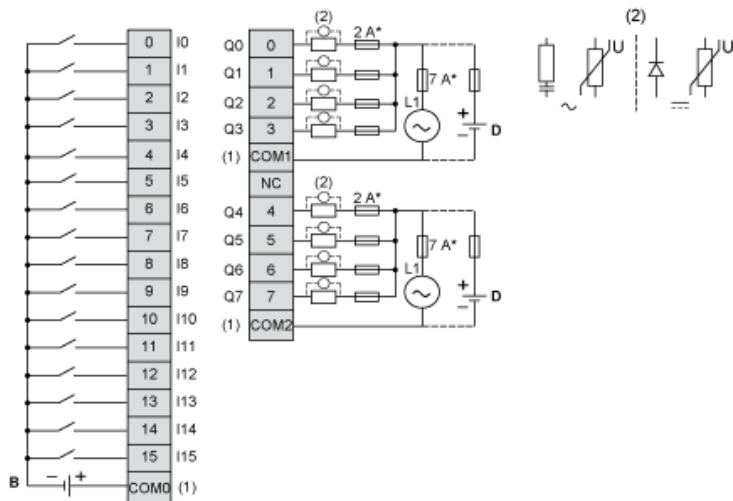 0 I0
1 I1
2 I2
3 I3
4 I4
5 I5
6 I6
7 I7
8 I8
9 I9
10 I10
11 I11
12 I12
13 I13
14 I14
15 I15
B - + COM0 (1)
(2)
Q0 0 2 A*
Q1 1
Q2 2 7 A*
Q3 3 L1
+ - D
(1) COM1
NC
(2)
Q4 4 2 A*
Q5 5
Q6 6 7 A*
Q7 7 L1
+ - D
(1) COM2
(2)
U U